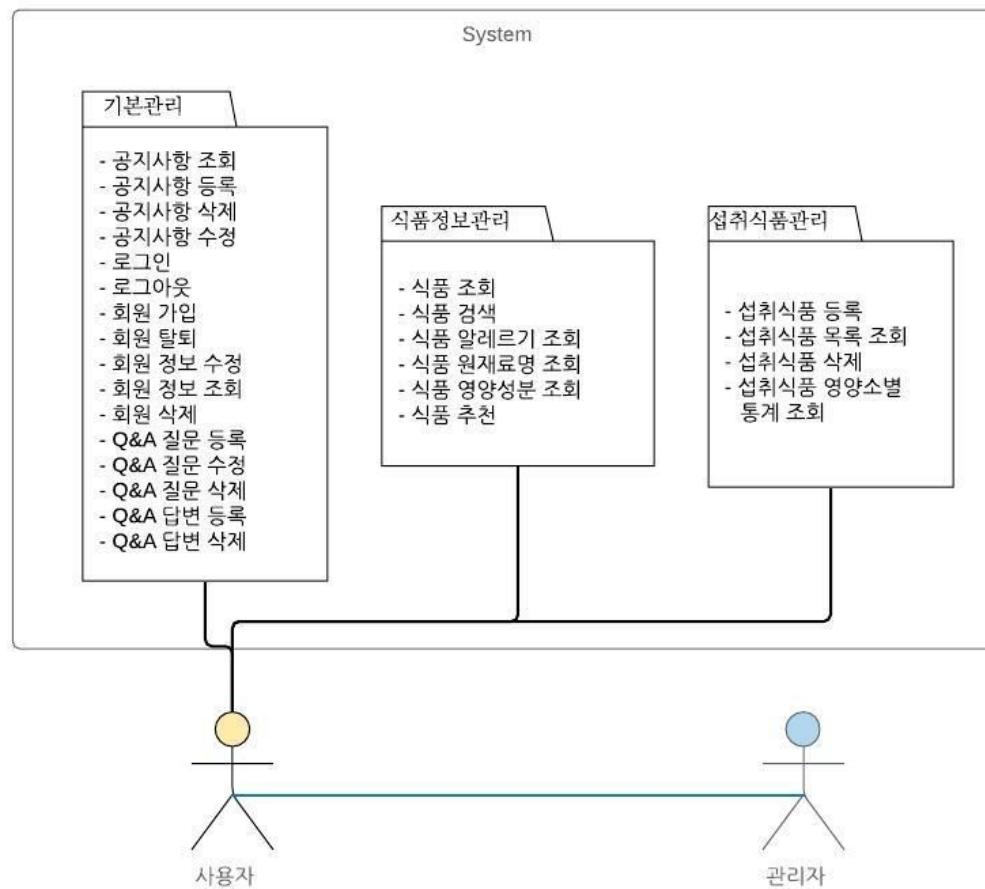 System
기본관리
- 공지사항 조회
- 공지사항 등록
- 공지사항 삭제
- 공지사항 수정
- 로그인
- 로그아웃
- 회원 가입
- 회원 탈퇴
- 회원 정보 수정
- 회원 정보 조회
- 회원 삭제
- Q&A 질문 등록
- Q&A 질문 수정
- Q&A 질문 삭제
- Q&A 답변 등록
- Q&A 답변 삭제
식품정보관리
- 식품 조회
- 식품 검색
- 식품 알레르기 조회
- 식품 원재료명 조회
- 식품 영양성분 조회
- 식품 추천
섭취식품관리
- 섭취식품 등록
- 섭취식품 목록 조회
- 섭취식품 삭제
- 섭취식품 영양소별
통계 조회
사용자
관리자